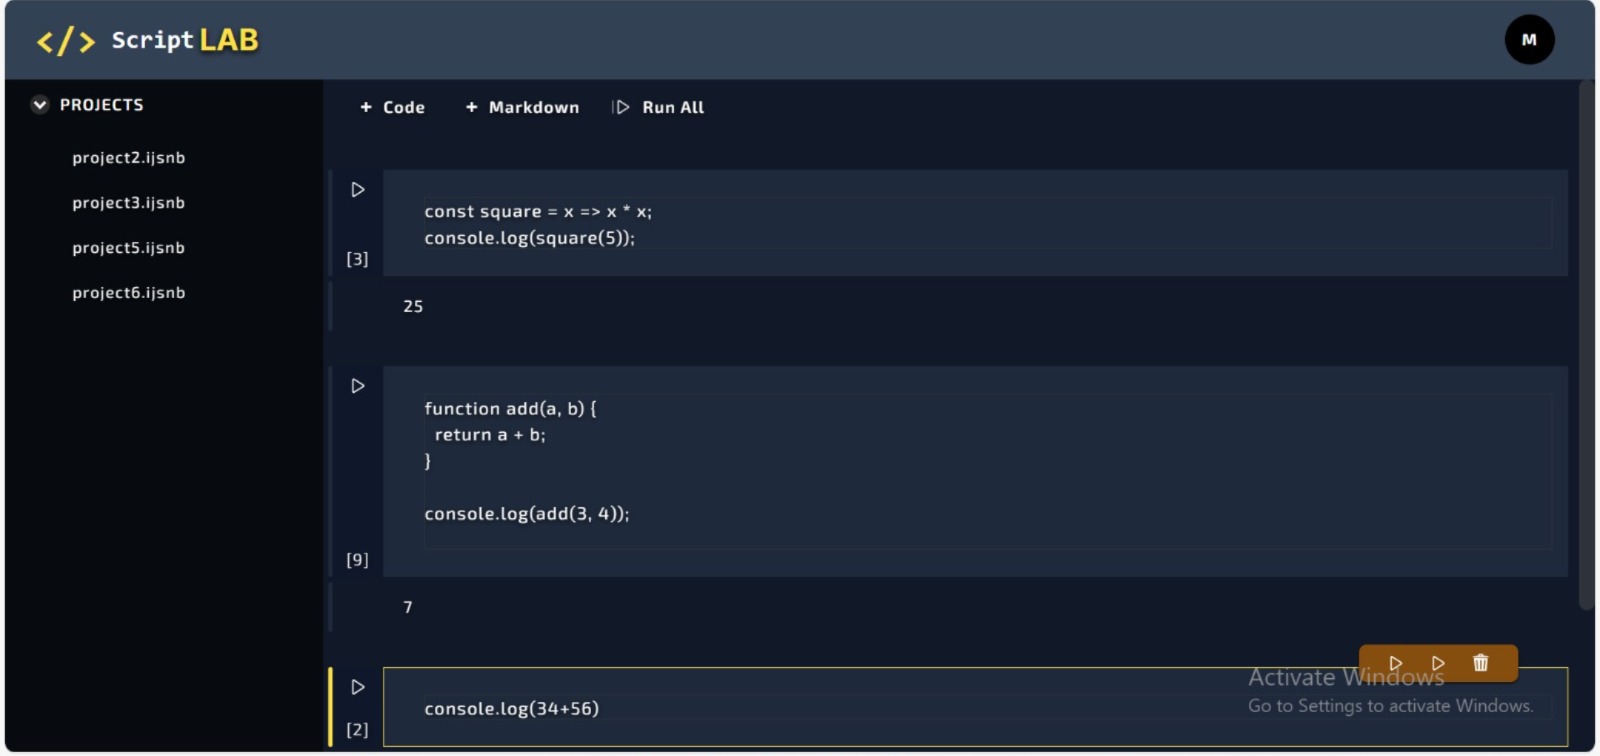 </> Script LAB
M
PROJECTS
project2.ijsnb
project3.ijsnb
project5.ijsnb
project6.ijsnb
+ Code + Markdown Run All
const square = x => x * x;
console.log(square(5));
[3]
25
function add(a, b) {
return a + b;
}
console.log(add(3, 4));
[9]
7
console.log(34+56)
[2]
Activate Windows
Go to Settings to activate Windows.